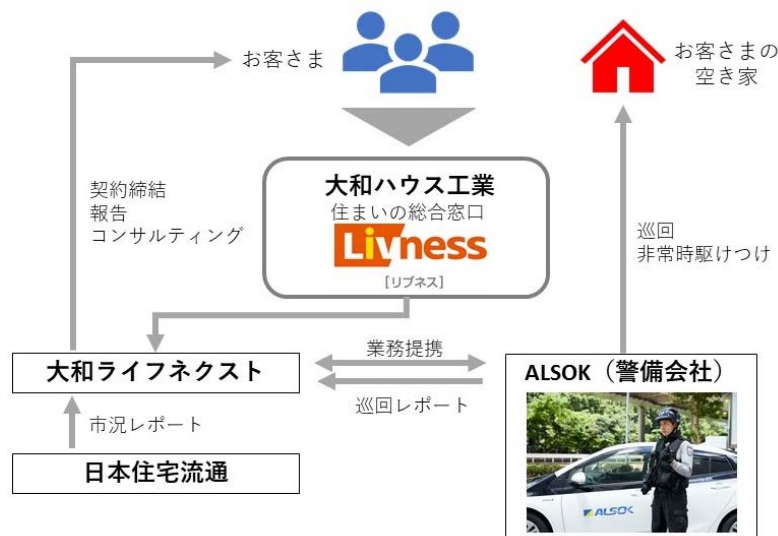 お客さま
お客さまの
空き家
大和ハウス工業
住まいの総合窓口
Livness
[リブネス]
契約締結
報告
コンサルティング
巡回
非常時駆けつけ
大和ライフネクスト
業務提携
巡回レポート
ALSOK（警備会社）
市況レポート
日本住宅流通
ALSOK